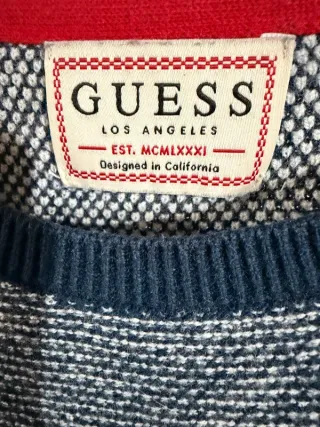 GUESS
LOS ANGELES
EST. MCMLXXXI
Designed in California